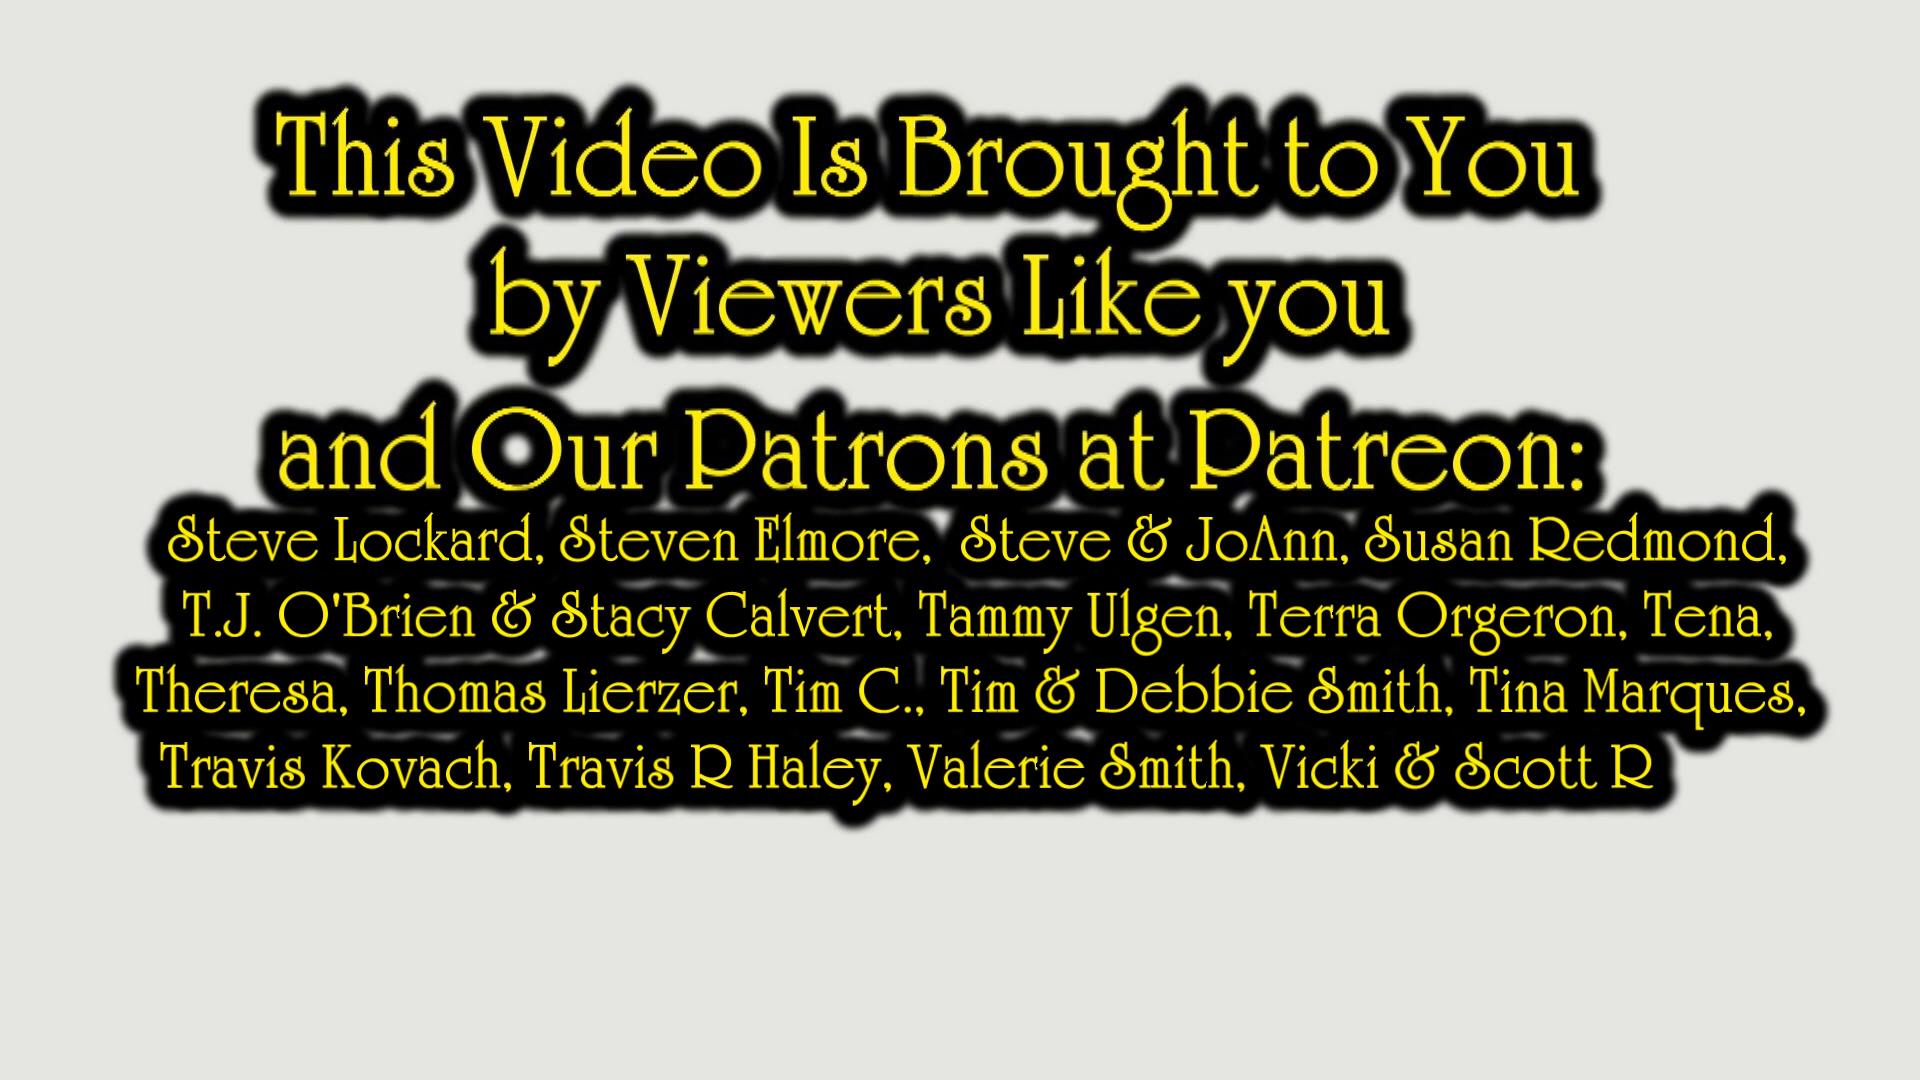 This Video Is Brought to You
by Viewers Like you
and Our Patrons at Patreon:
Steve Lockard, Steven Elmore, Steve & JoAnn, Susan Redmond,
T.J. O'Brien & Stacy Calvert, Tammy Ulgen, Terra Orgeron, Tena,
Theresa, Thomas Lierzer, Tim C., Tim & Debbie Smith, Tina Marques,
Travis Kovach, Travis R Haley, Valerie Smith, Vicki & Scott R